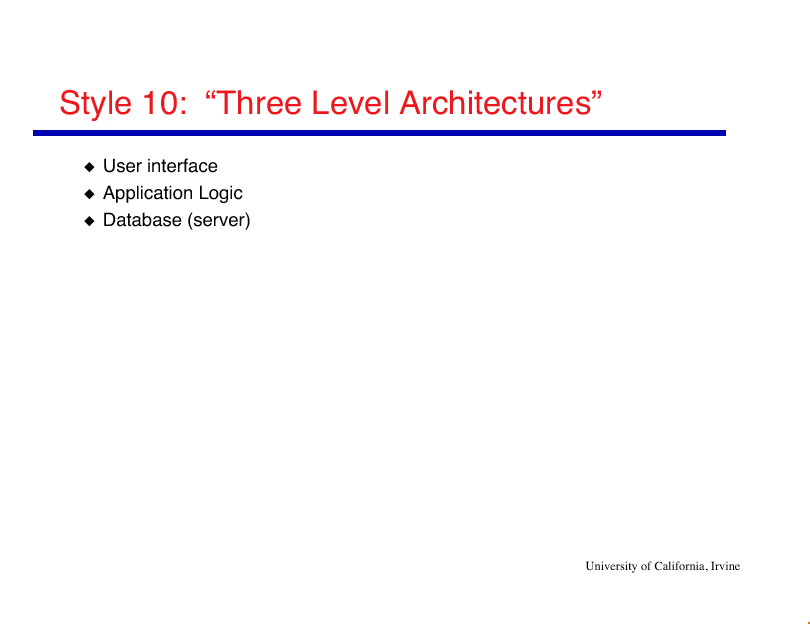 Style 10:  “Three Level Architectures”
◆ User interface
◆ Application Logic
◆ Database (server)
University of California, Irvine